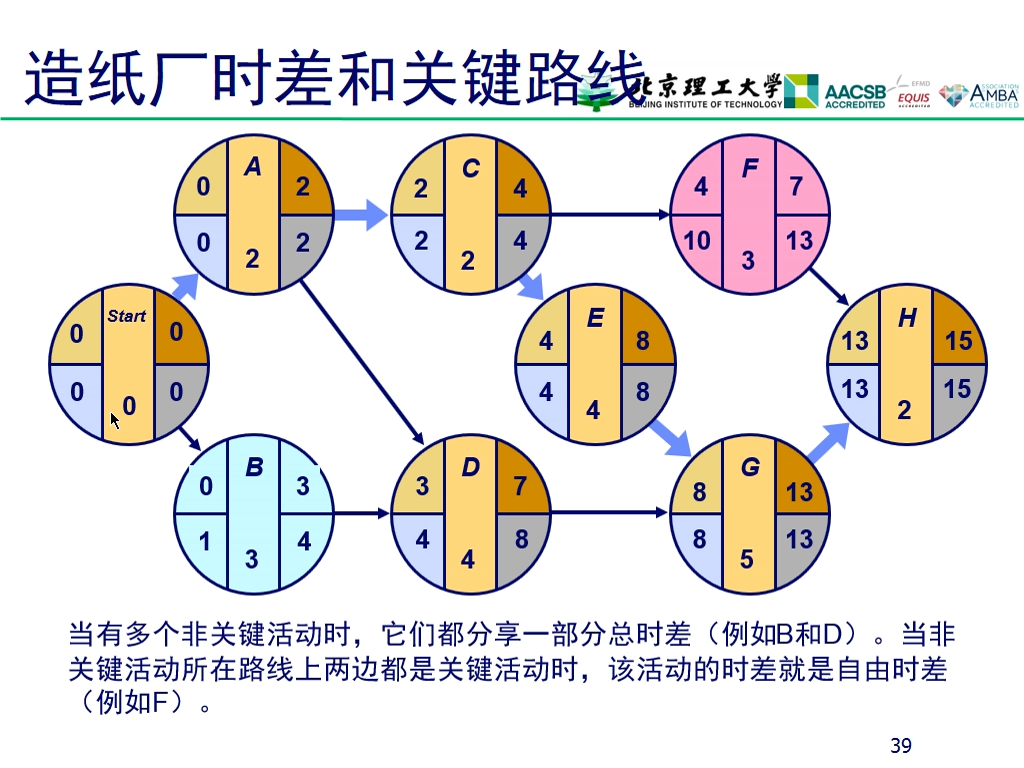 造纸厂时差和关键路线
北京理工大学
BEIJING INSTITUTE OF TECHNOLOGY
AACSB
ACCREDITED
EFMD
EQUIS
ACCREDITED
ASSOCIATION
AMBA
ACCREDITED
A
0 2
0 2
2
C
2 4
2 4
2
F
4 7
10 13
3
Start
0 0
0 0
0
E
4 8
4 8
4
H
13 15
13 15
2
B
0 3
1 4
3
D
3 7
4 8
4
G
8 13
8 13
5
当有多个非关键活动时，它们都分享一部分总时差（例如B和D）。当非
关键活动所在路线上两边都是关键活动时，该活动的时差就是自由时差
（例如F）。
39